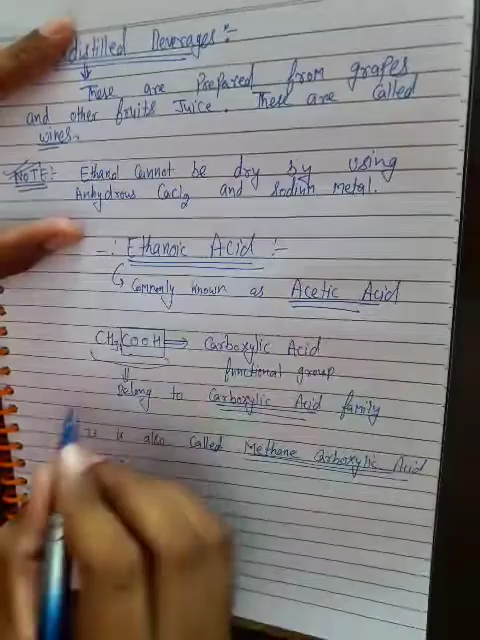 distilled Beverages :-
These are Prepared from grapes
and other fruits Juice. These are Called
wines.
NOTE:- Ethanol Cannot be dry by using
Anhydrous CaCl2 and Sodium Metal.
-: Ethanoic Acid :-
Commonly known as Acetic Acid
CH3COOH ⇒ Carboxylic Acid
functional group
Belong to Carboxylic Acid family
is also Called Methane Carboxylic Acid